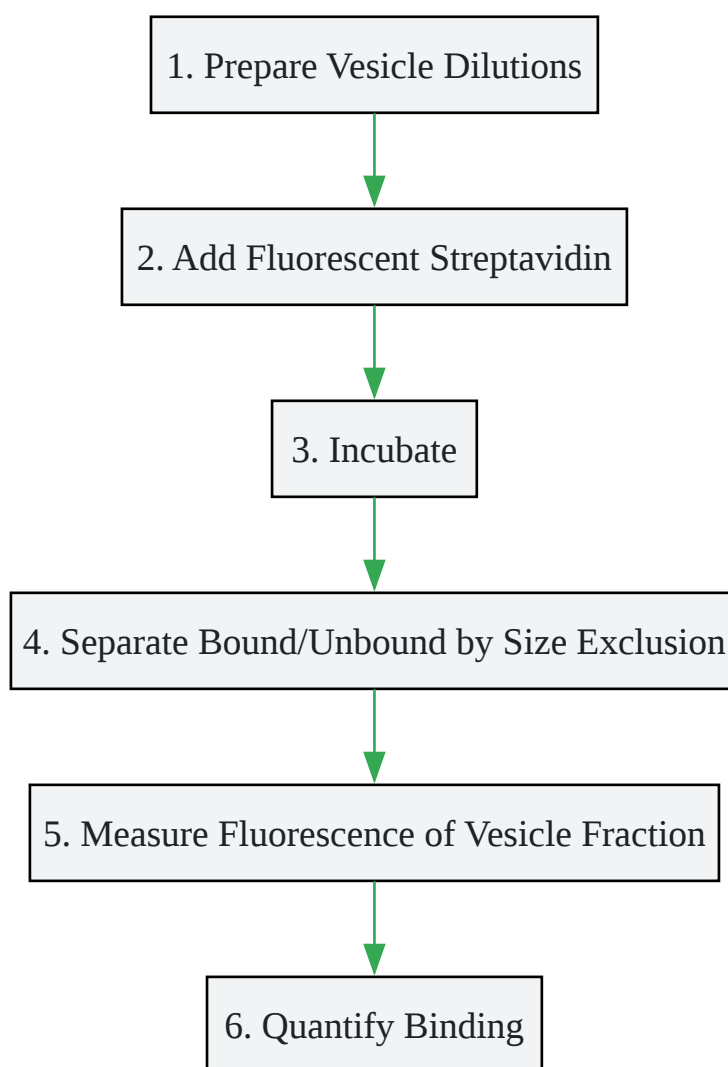 1. Prepare Vesicle Dilutions
2. Add Fluorescent Streptavidin
3. Incubate
4. Separate Bound/Unbound by Size Exclusion
5. Measure Fluorescence of Vesicle Fraction
6. Quantify Binding